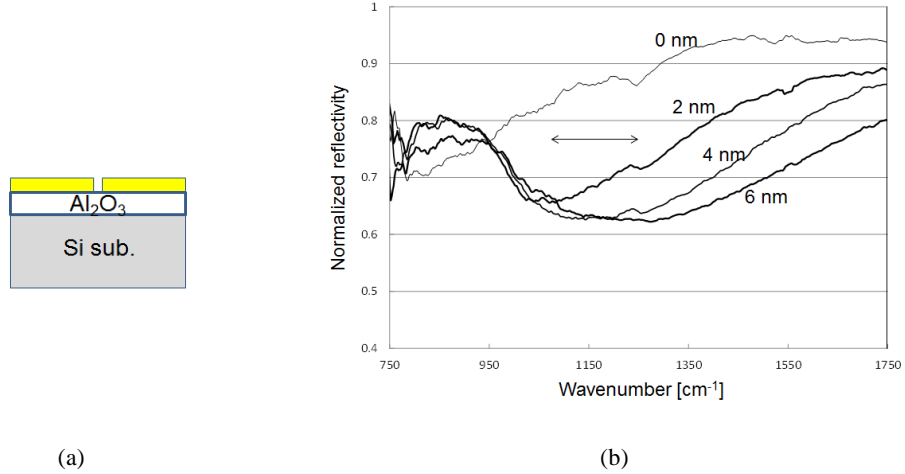 Al₂O₃
Si sub.
(a)
Normalized reflectivity
1
0.9
0.8
0.7
0.6
0.5
0.4
0 nm
2 nm
4 nm
6 nm
750
950
1150
1350
1550
1750
Wavenumber [cm⁻¹]
(b)